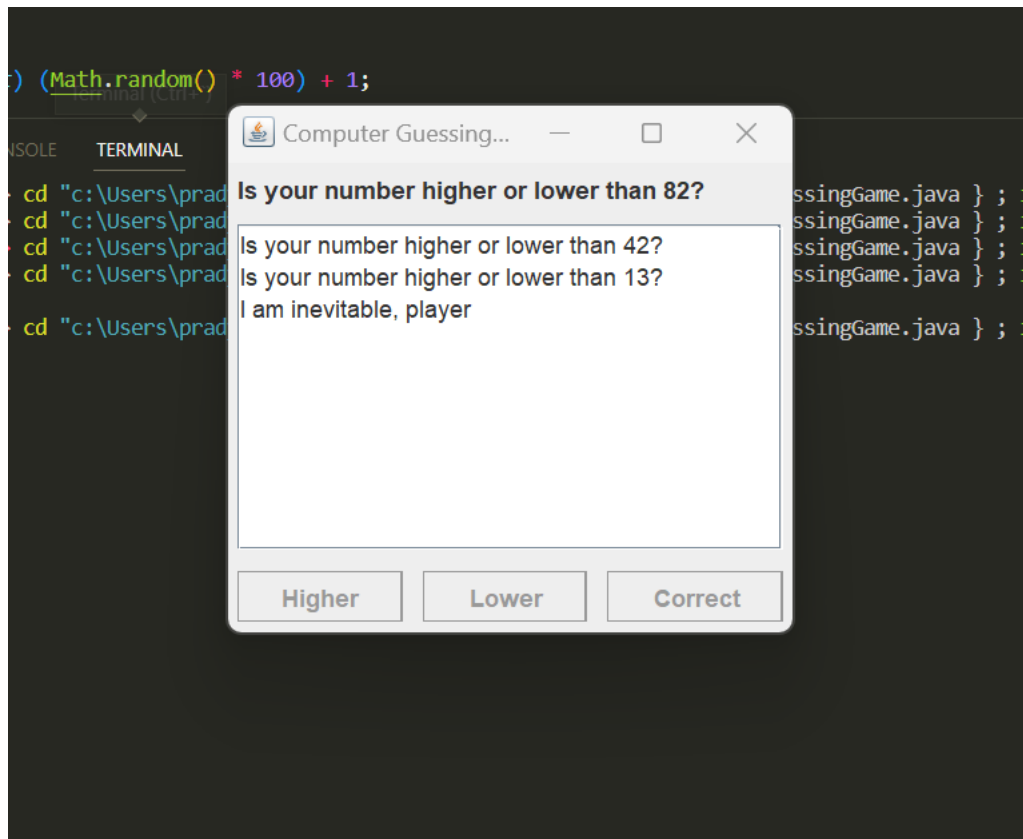 ) (Math.random() * 100) + 1;
Terminal (Ctrl+`)
TERMINAL
Computer Guessing...
Is your number higher or lower than 82?
cd "c:\Users\prad ssingGame.java } ;
cd "c:\Users\prad ssingGame.java } ;
cd "c:\Users\prad ssingGame.java } ;
cd "c:\Users\prad ssingGame.java } ;
cd "c:\Users\prad ssingGame.java } ;
Is your number higher or lower than 42?
Is your number higher or lower than 13?
I am inevitable, player
Higher
Lower
Correct